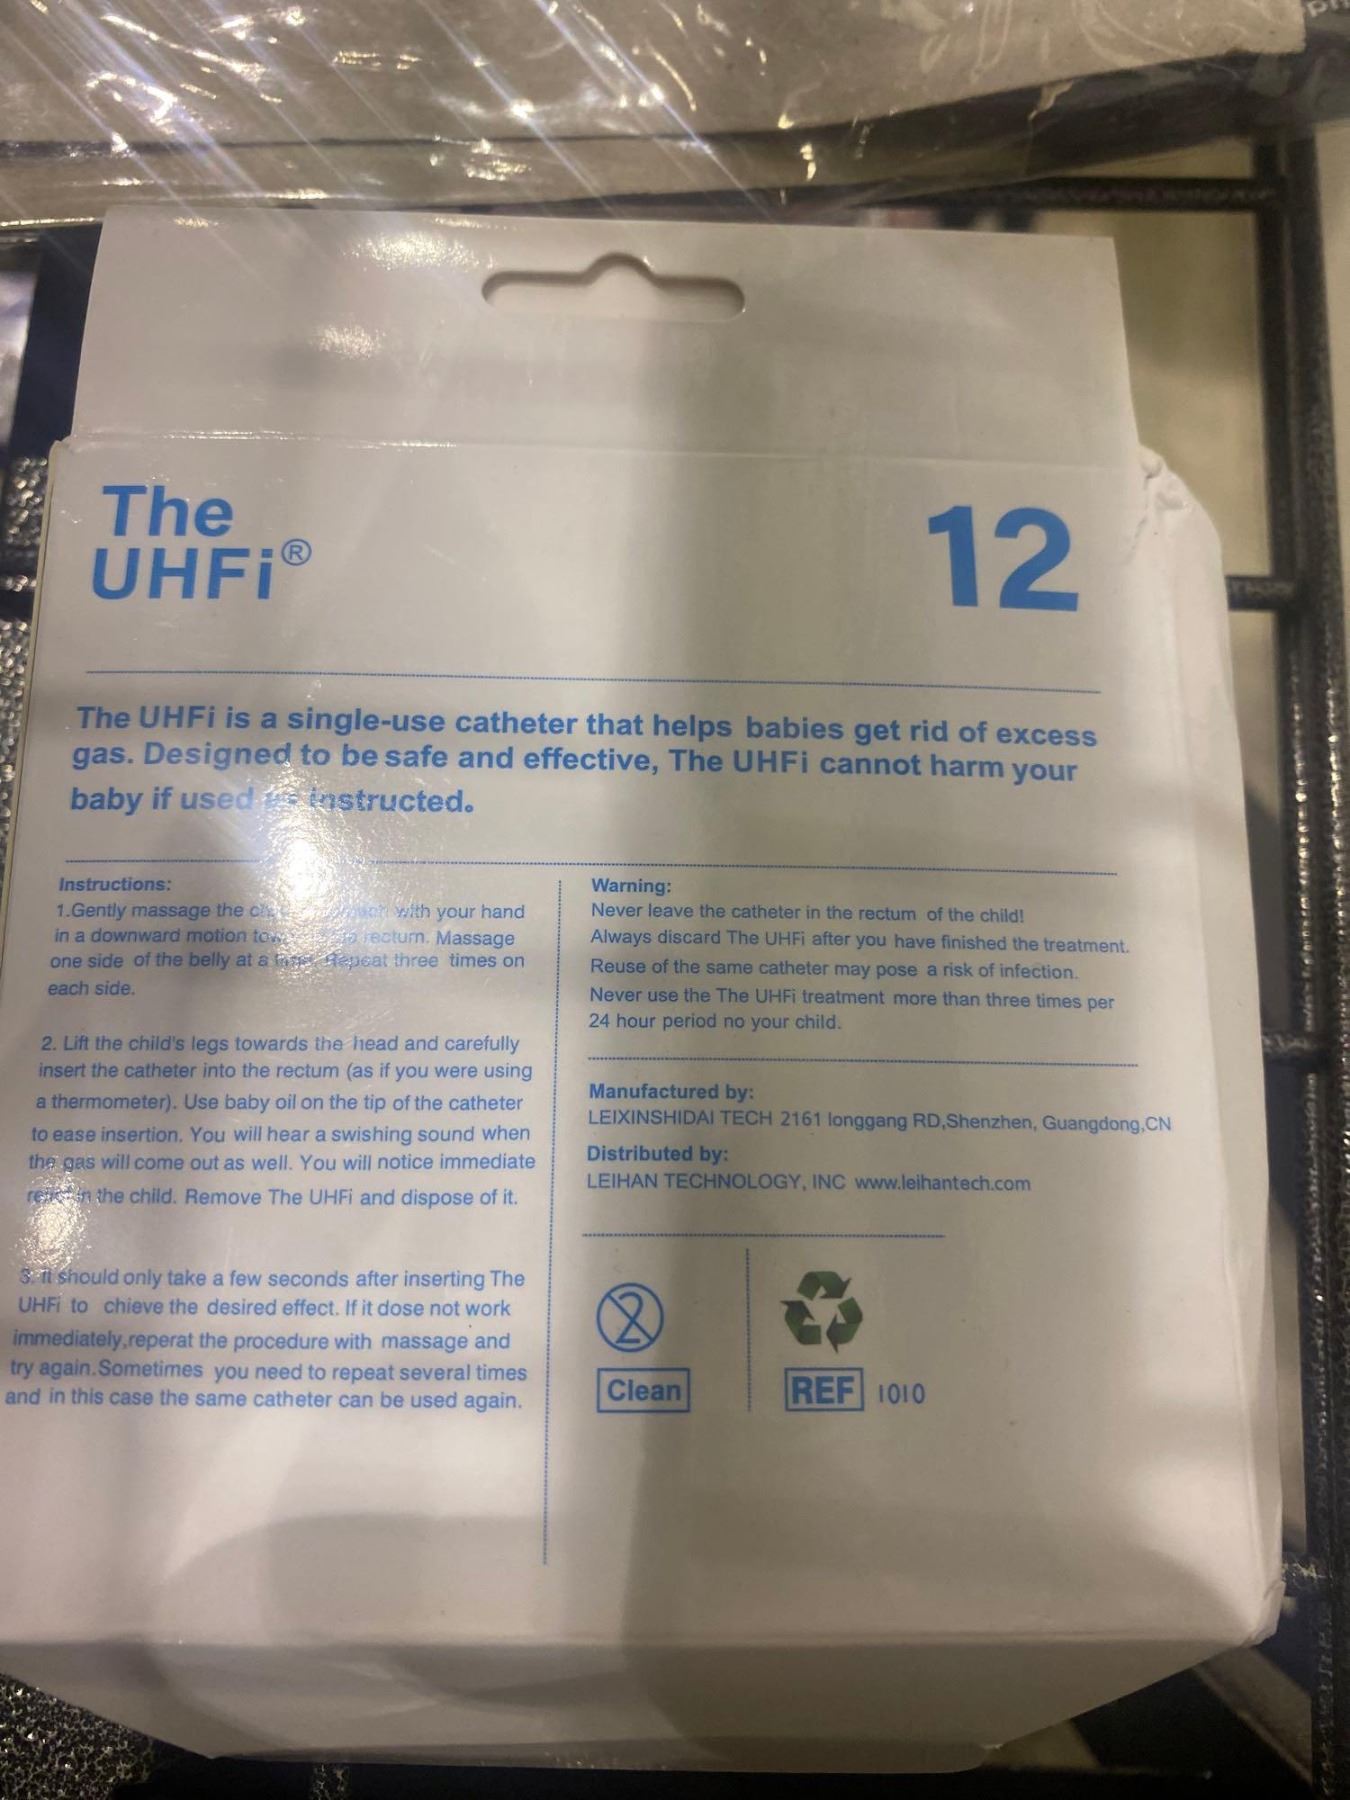 The
UHFi®
12
The UHFi is a single-use catheter that helps babies get rid of excess
gas. Designed to be safe and effective, The UHFi cannot harm your
baby if used instructed.
Instructions:
1.Gently massage the with your hand
in a downward motion rectum. Massage
one side of the belly at a Repeat three times on
each side.
2. Lift the child's legs towards the head and carefully
insert the catheter into the rectum (as if you were using
a thermometer). Use baby oil on the tip of the catheter
to ease insertion. You will hear a swishing sound when
the gas will come out as well. You will notice immediate
in the child. Remove The UHFi and dispose of it.
3. It should only take a few seconds after inserting The
UHFi to chieve the desired effect. If it dose not work
immediately,reperat the procedure with massage and
try again.Sometimes you need to repeat several times
and in this case the same catheter can be used again.
Warning:
Never leave the catheter in the rectum of the child!
Always discard The UHFi after you have finished the treatment.
Reuse of the same catheter may pose a risk of infection.
Never use the The UHFi treatment more than three times per
24 hour period no your child.
Manufactured by:
LEIXINSHIDAI TECH 2161 longgang RD,Shenzhen, Guangdong,CN
Distributed by:
LEIHAN TECHNOLOGY, INC www.leihantech.com
2
Clean
REF 1010